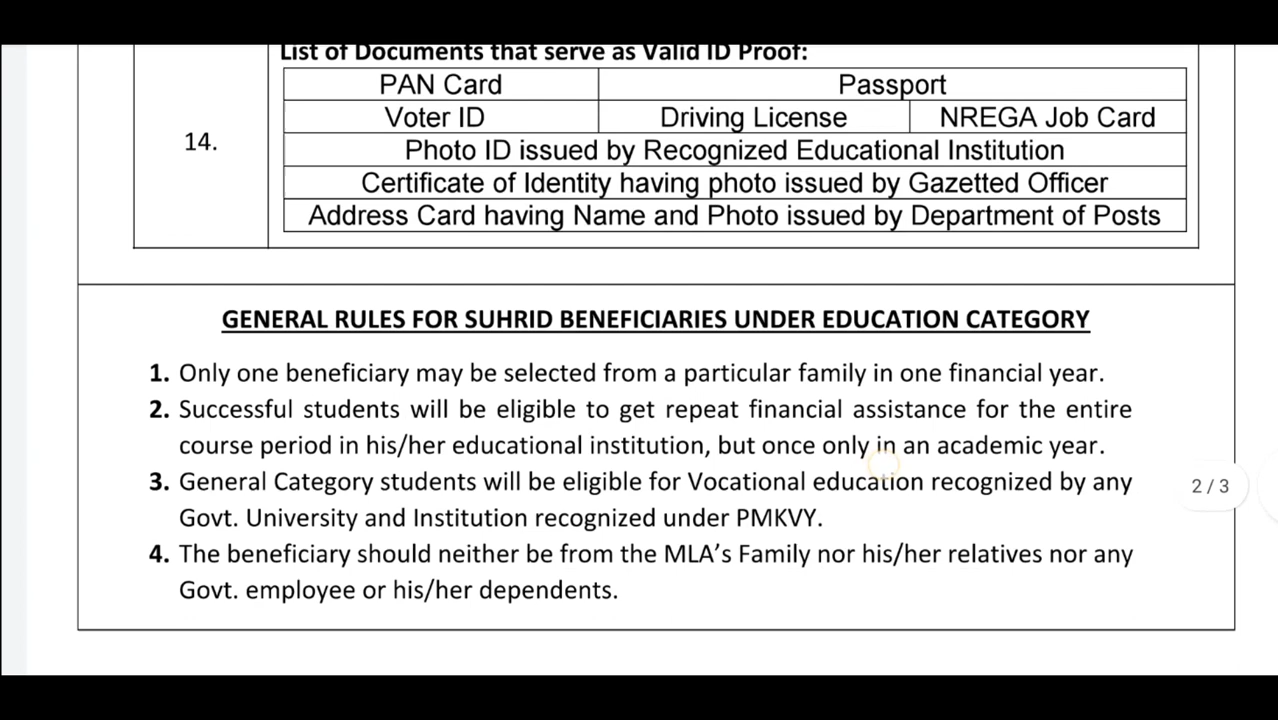 List of Documents that serve as Valid ID Proof:
PAN Card Passport
Voter ID Driving License NREGA Job Card
14.
Photo ID issued by Recognized Educational Institution
Certificate of Identity having photo issued by Gazetted Officer
Address Card having Name and Photo issued by Department of Posts
GENERAL RULES FOR SUHRID BENEFICIARIES UNDER EDUCATION CATEGORY
1. Only one beneficiary may be selected from a particular family in one financial year.
2. Successful students will be eligible to get repeat financial assistance for the entire
course period in his/her educational institution, but once only in an academic year.
3. General Category students will be eligible for Vocational education recognized by any
Govt. University and Institution recognized under PMKVY.
2 / 3
4. The beneficiary should neither be from the MLA’s Family nor his/her relatives nor any
Govt. employee or his/her dependents.